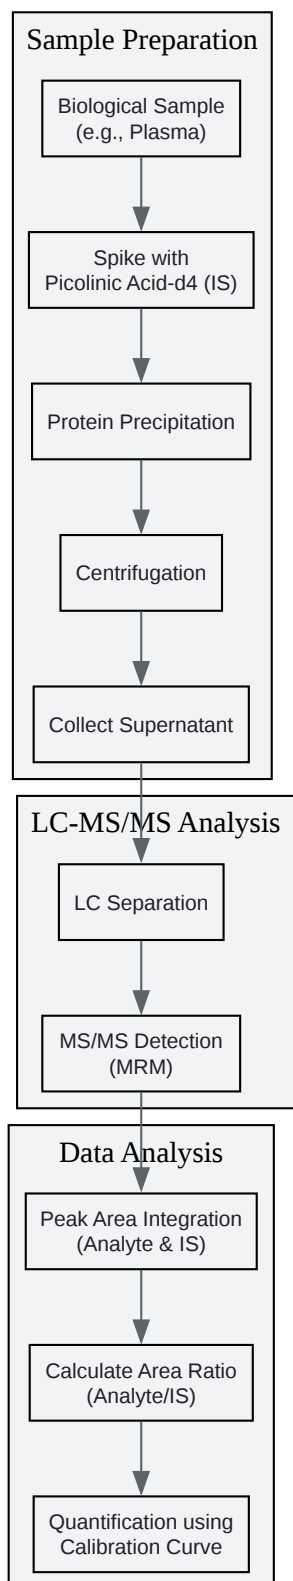 Sample Preparation
Biological Sample
(e.g., Plasma)
Spike with
Picolinic Acid-d4 (IS)
Protein Precipitation
Centrifugation
Collect Supernatant
LC-MS/MS Analysis
LC Separation
MS/MS Detection
(MRM)
Data Analysis
Peak Area Integration
(Analyte & IS)
Calculate Area Ratio
(Analyte/IS)
Quantification using
Calibration Curve